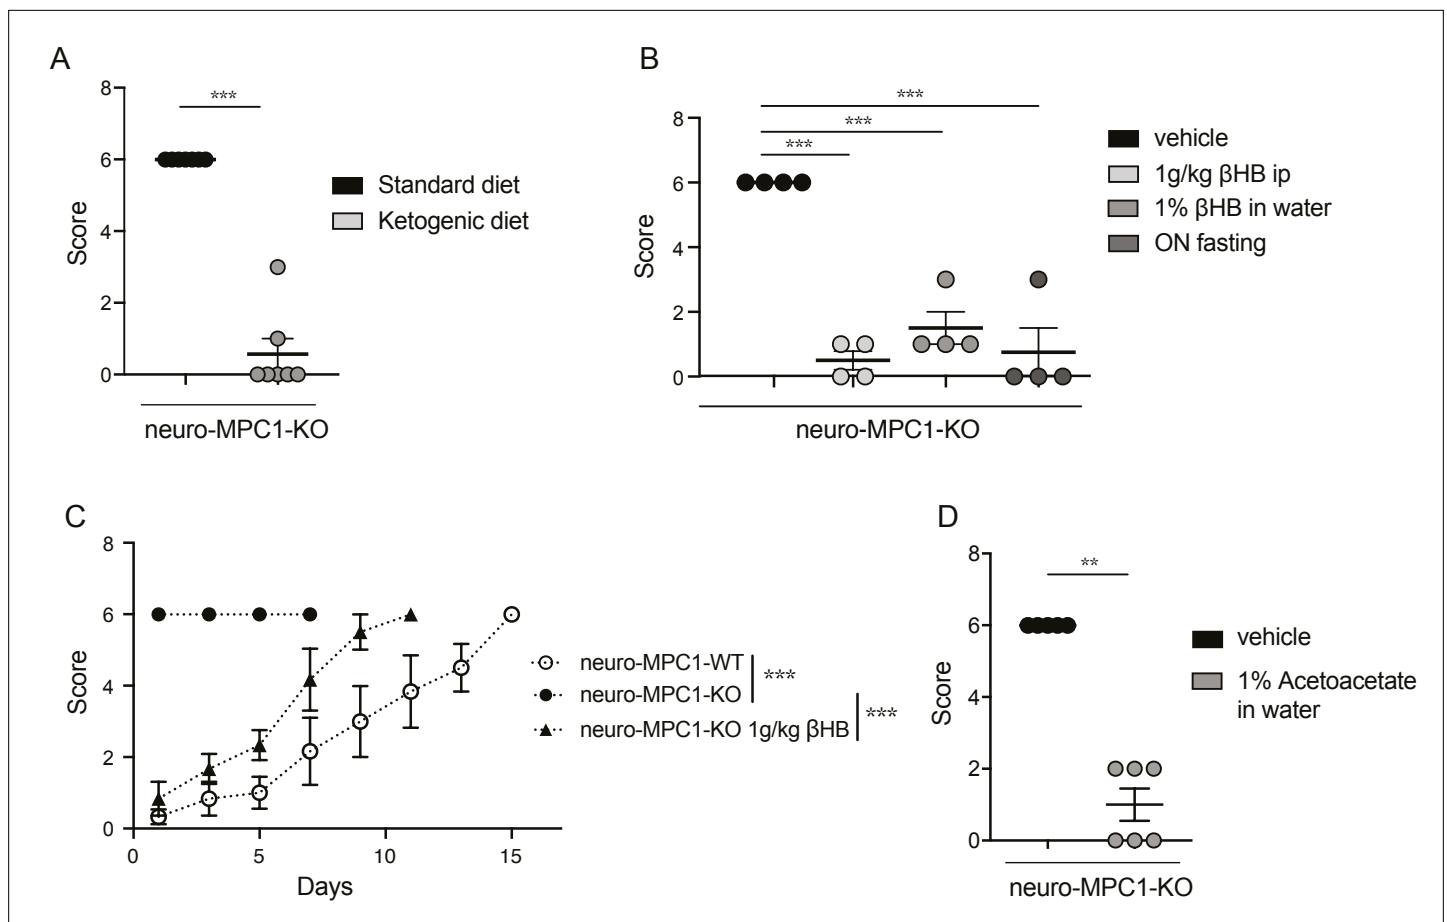 A
8
6
4
2
0
Score
***
Standard diet
Ketogenic diet
neuro-MPC1-KO
B
8
6
4
2
0
Score
***
***
***
vehicle
1g/kg βHB ip
1% βHB in water
ON fasting
neuro-MPC1-KO
C
8
6
4
2
0
Score
0
5
10
15
Days
neuro-MPC1-WT
neuro-MPC1-KO
neuro-MPC1-KO 1g/kg βHB
***
***
D
8
6
4
2
0
Score
**
vehicle
1% Acetoacetate
in water
neuro-MPC1-KO